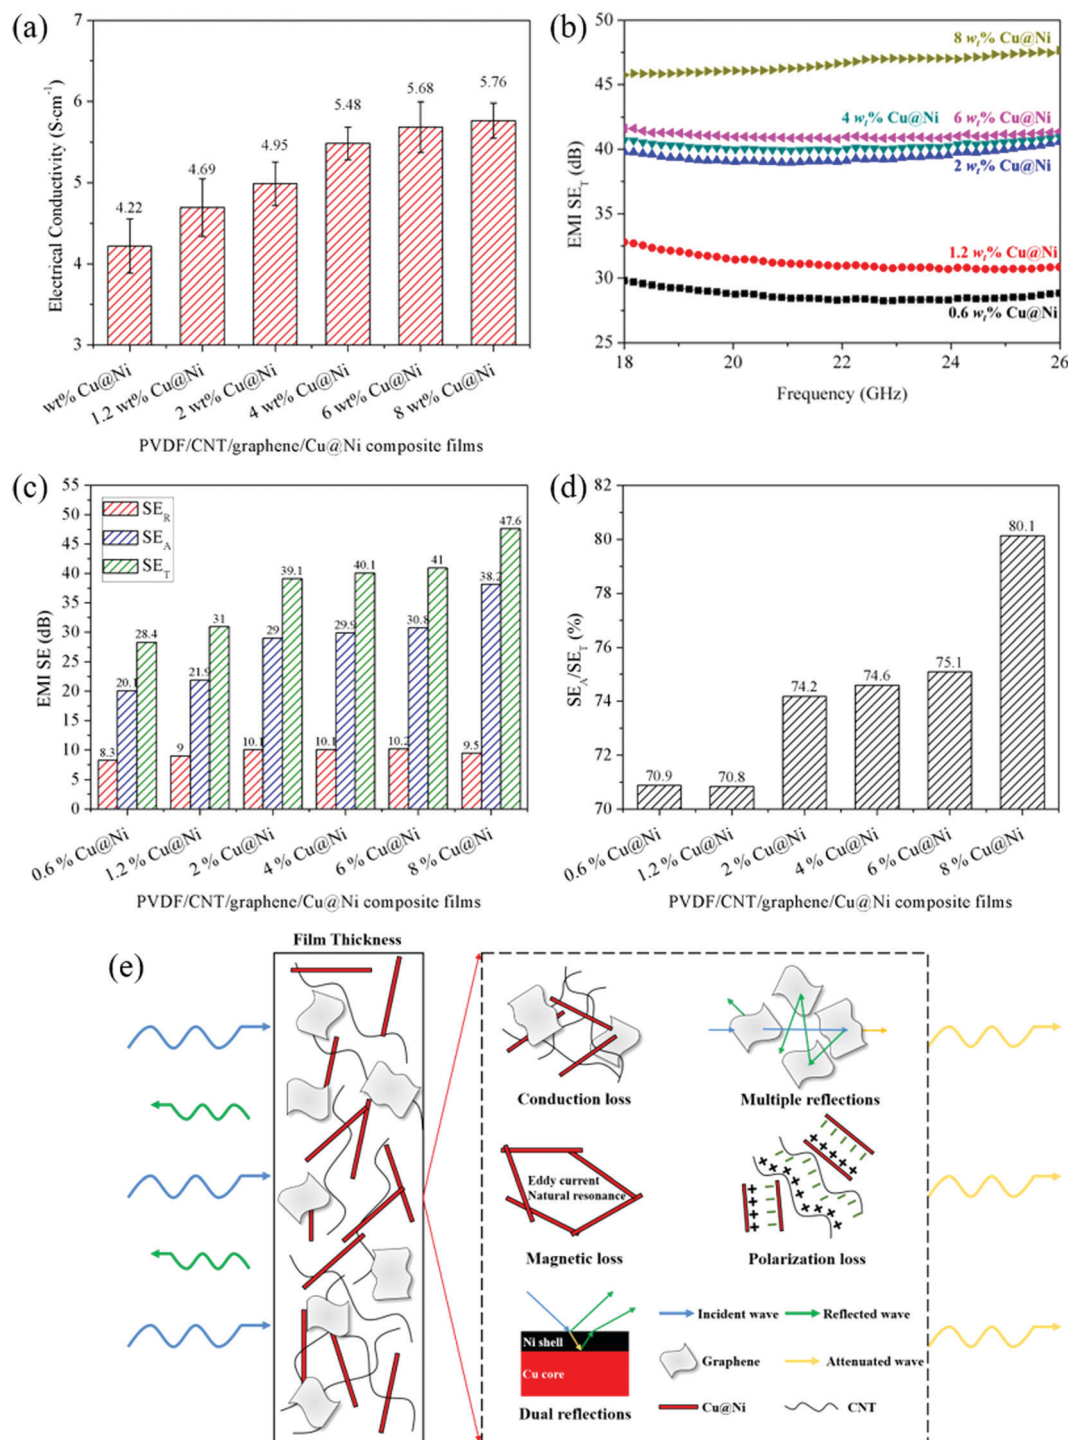 (a)
Electrical Conductivity (S·cm⁻¹)
7
6
5
4
3
4.22
4.69
4.95
5.48
5.68
5.76
wt% Cu@Ni
1.2 wt% Cu@Ni
2 wt% Cu@Ni
4 wt% Cu@Ni
6 wt% Cu@Ni
8 wt% Cu@Ni
PVDF/CNT/graphene/Cu@Ni composite films
(b)
EMI SE_T (dB)
50
45
40
35
30
25
8 w_t% Cu@Ni
4 w_t% Cu@Ni
6 w_t% Cu@Ni
2 w_t% Cu@Ni
1.2 w_t% Cu@Ni
0.6 w_t% Cu@Ni
18
20
22
24
26
Frequency (GHz)
(c)
EMI SE (dB)
55
50
45
40
35
30
25
20
15
10
5
0
SE_R
SE_A
SE_T
8.3
20.1
28.4
9
21.9
31
10.1
29
39.1
10.1
29.9
40.1
10.2
30.8
41
9.5
38.2
47.6
0.6 % Cu@Ni
1.2 % Cu@Ni
2 % Cu@Ni
4 % Cu@Ni
6 % Cu@Ni
8 % Cu@Ni
PVDF/CNT/graphene/Cu@Ni composite films
(d)
SE_A/SE_T (%)
82
80
78
76
74
72
70
70.9
70.8
74.2
74.6
75.1
80.1
0.6 % Cu@Ni
1.2 % Cu@Ni
2 % Cu@Ni
4 % Cu@Ni
6 % Cu@Ni
8 % Cu@Ni
PVDF/CNT/graphene/Cu@Ni composite films
(e)
Film Thickness
Conduction loss
Multiple reflections
Eddy current
Natural resonance
Magnetic loss
Polarization loss
Ni shell
Cu core
Dual reflections
Incident wave
Reflected wave
Graphene
Attenuated wave
Cu@Ni
CNT